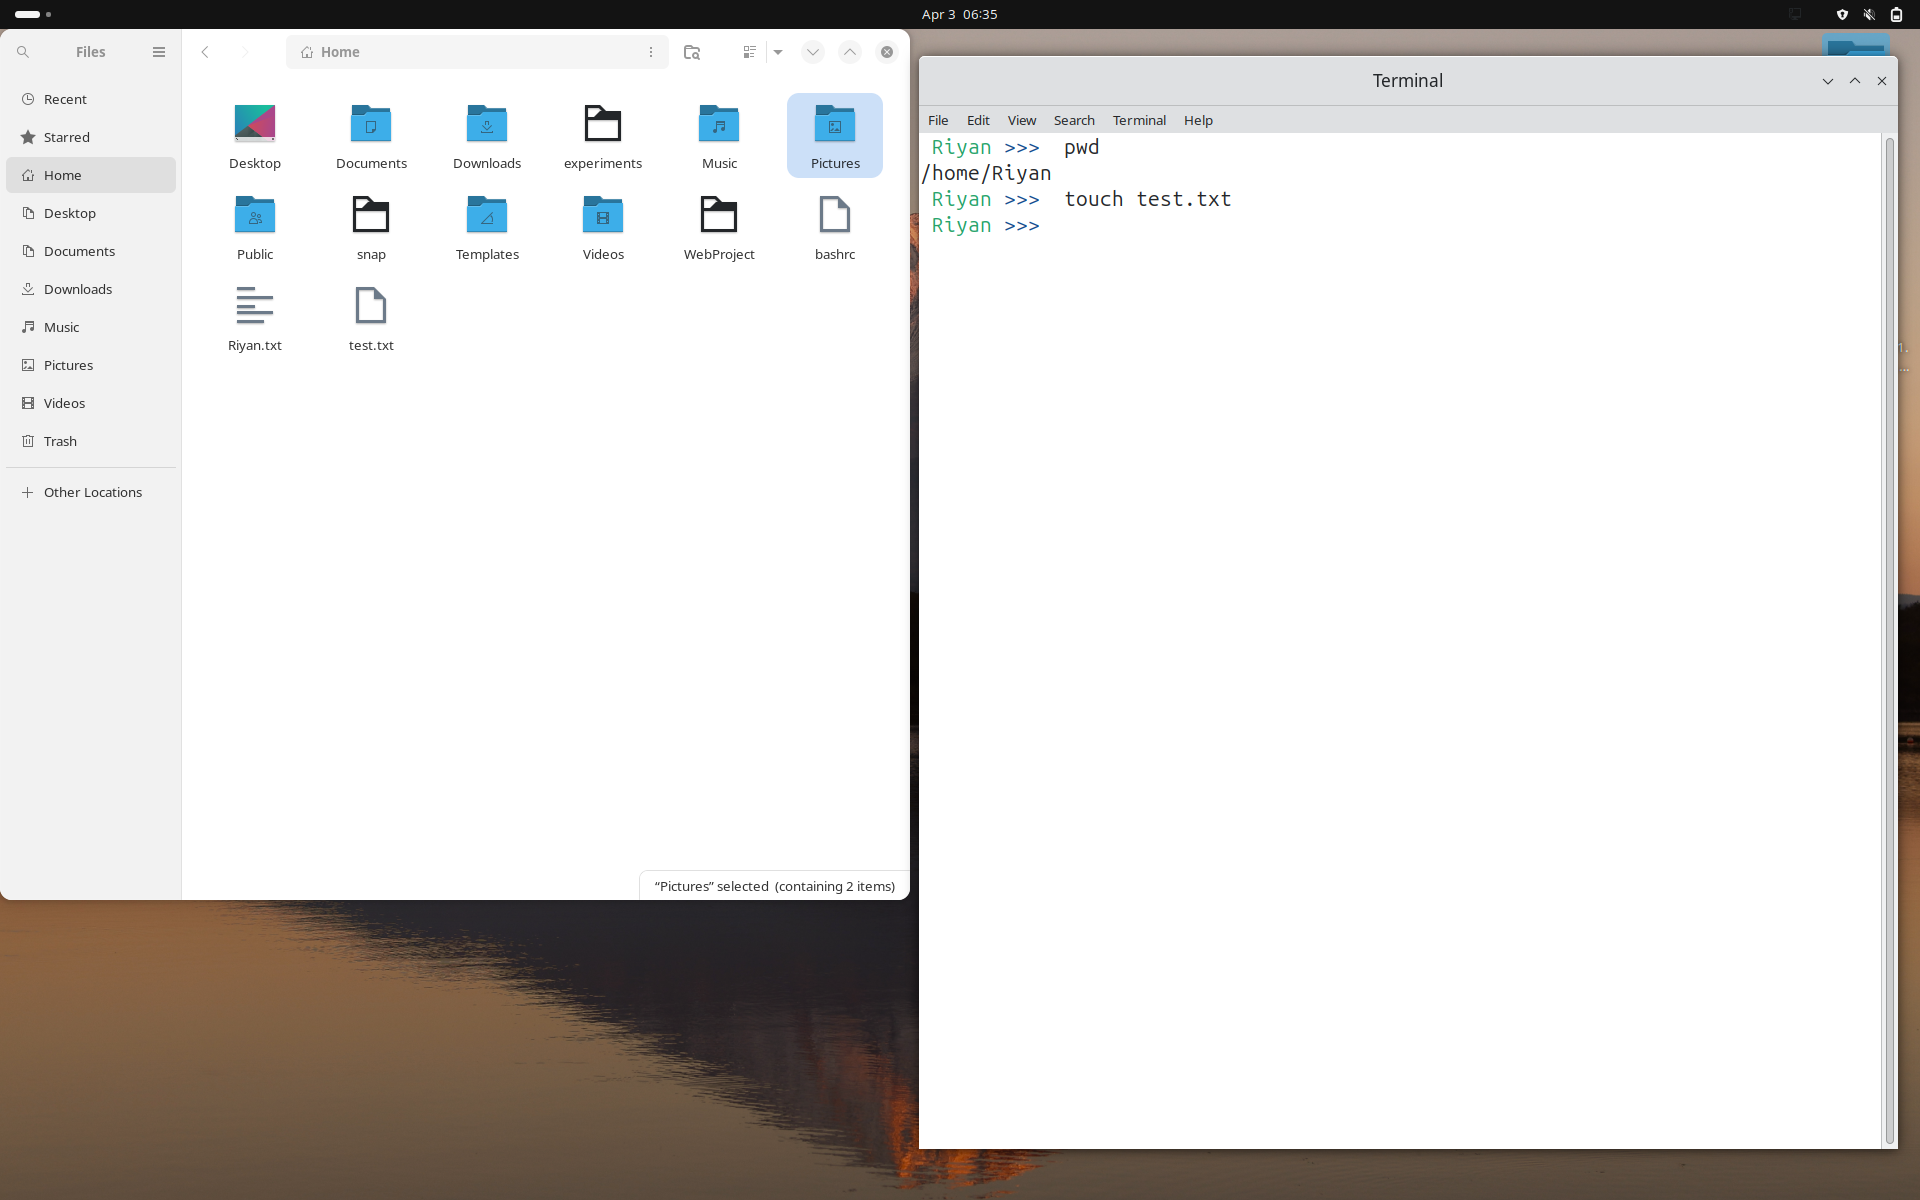 Apr 3 06:35
Files
Home
Recent
Starred
Home
Desktop
Documents
Downloads
Music
Pictures
Videos
Trash
Other Locations
Desktop
Documents
Downloads
experiments
Music
Pictures
Public
snap
Templates
Videos
WebProject
bashrc
Riyan.txt
test.txt
“Pictures” selected (containing 2 items)
Terminal
File Edit View Search Terminal Help
Riyan >>> pwd
/home/Riyan
Riyan >>> touch test.txt
Riyan >>>
1.
...